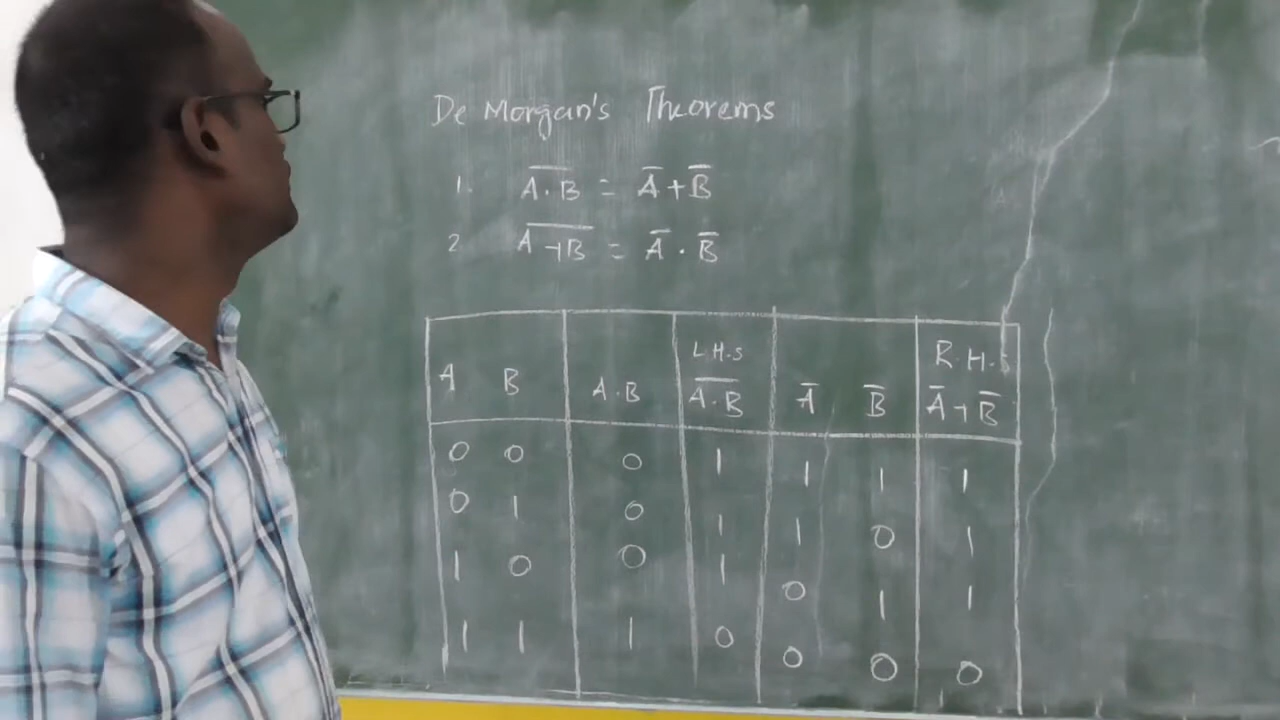 De Morgan's Theorems
1. A̅·̅B̅ = A̅ + B̅
2. A̅+̅B̅ = A̅ · B̅
L.H.S R.H.S
A B A.B A̅·̅B̅ A̅ B̅ A̅ + B̅
0 0 0 1 1 1 1
0 1 0 1 1 0 1
1 0 0 1 0 1 1
1 1 1 0 0 0 0